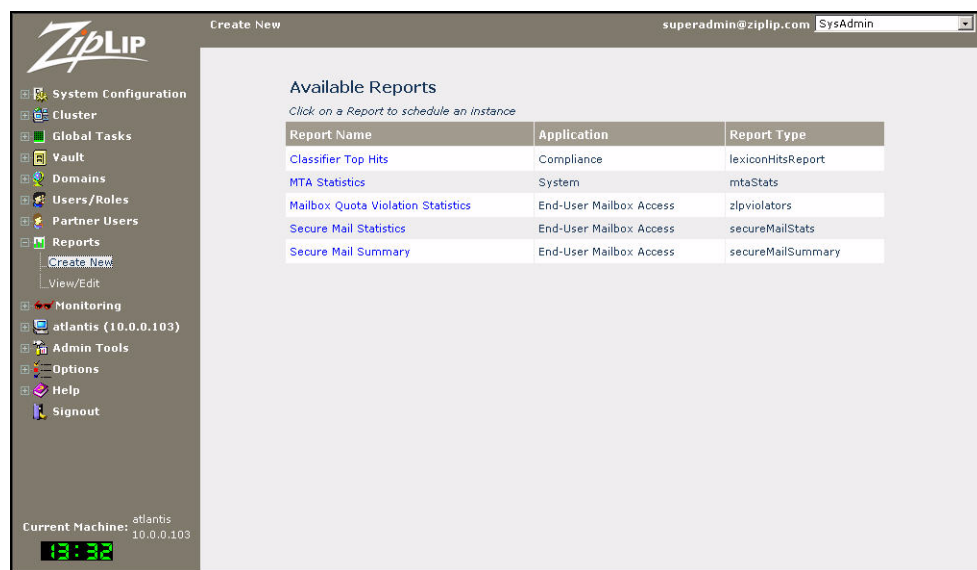 ZIPLIP
Create New
superadmin@ziplip.com SysAdmin
System Configuration
Cluster
Global Tasks
Vault
Domains
Users/Roles
Partner Users
Reports
Create New
View/Edit
Monitoring
atlantis (10.0.0.103)
Admin Tools
Options
Help
Signout
Current Machine: atlantis
10.0.0.103
13:32
Available Reports
Click on a Report to schedule an instance
Report Name Application Report Type
Classifier Top Hits Compliance lexiconHitsReport
MTA Statistics System mtaStats
Mailbox Quota Violation Statistics End-User Mailbox Access zlpviolators
Secure Mail Statistics End-User Mailbox Access secureMailStats
Secure Mail Summary End-User Mailbox Access secureMailSummary